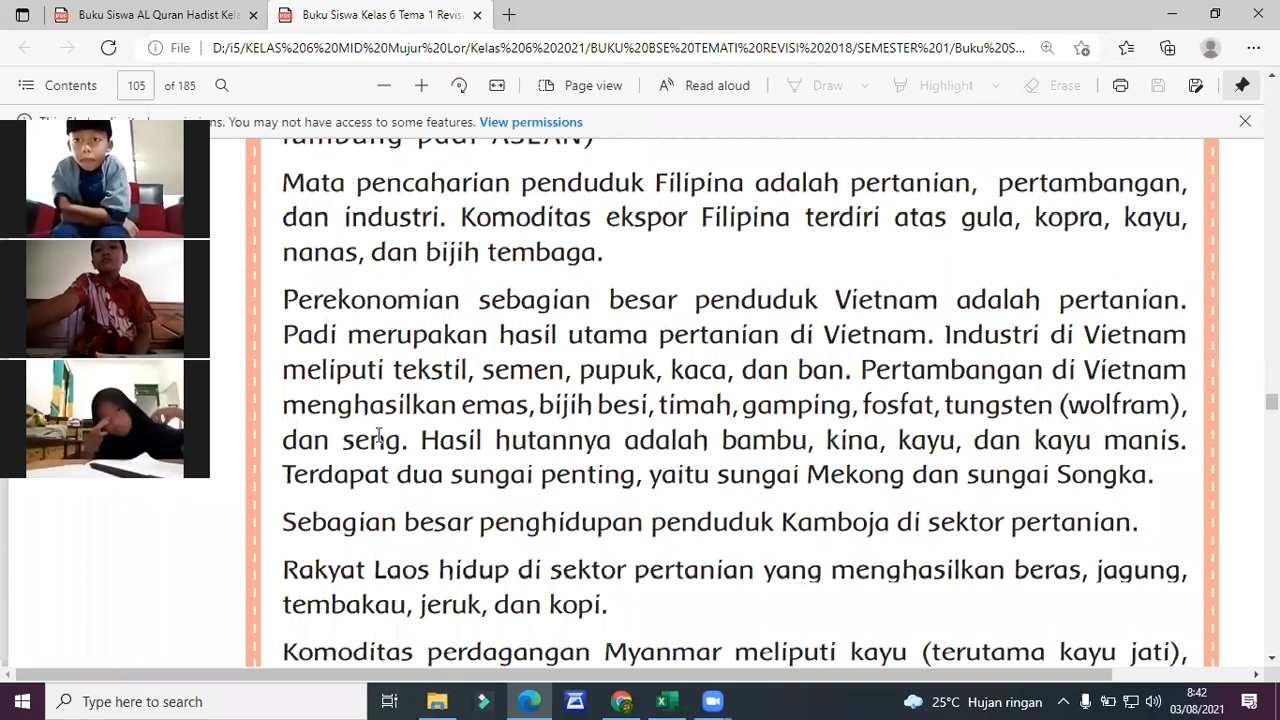 Buku Siswa AL Quran Hadist Kela
Buku Siswa Kelas 6 Tema 1 Revis
File
D:/i5/KELAS%206%20MID%20Mujur%20Lor/Kelas%206%202021/BUKU%20BSE%20TEMATI%20REVISI%202018/SEMESTER%201/Buku%20S...
Contents
105 of 185
Page view
Read aloud
Draw
Highlight
Erase
ns. You may not have access to some features. View permissions
lumbung padi ASEAN)
Mata pencaharian penduduk Filipina adalah pertanian, pertambangan,
dan industri. Komoditas ekspor Filipina terdiri atas gula, kopra, kayu,
nanas, dan bijih tembaga.
Perekonomian sebagian besar penduduk Vietnam adalah pertanian.
Padi merupakan hasil utama pertanian di Vietnam. Industri di Vietnam
meliputi tekstil, semen, pupuk, kaca, dan ban. Pertambangan di Vietnam
menghasilkan emas, bijih besi, timah, gamping, fosfat, tungsten (wolfram),
dan seng. Hasil hutannya adalah bambu, kina, kayu, dan kayu manis.
Terdapat dua sungai penting, yaitu sungai Mekong dan sungai Songka.
Sebagian besar penghidupan penduduk Kamboja di sektor pertanian.
Rakyat Laos hidup di sektor pertanian yang menghasilkan beras, jagung,
tembakau, jeruk, dan kopi.
Komoditas perdagangan Myanmar meliputi kayu (terutama kayu jati),
Type here to search
25°C Hujan ringan
8:42
03/08/2021